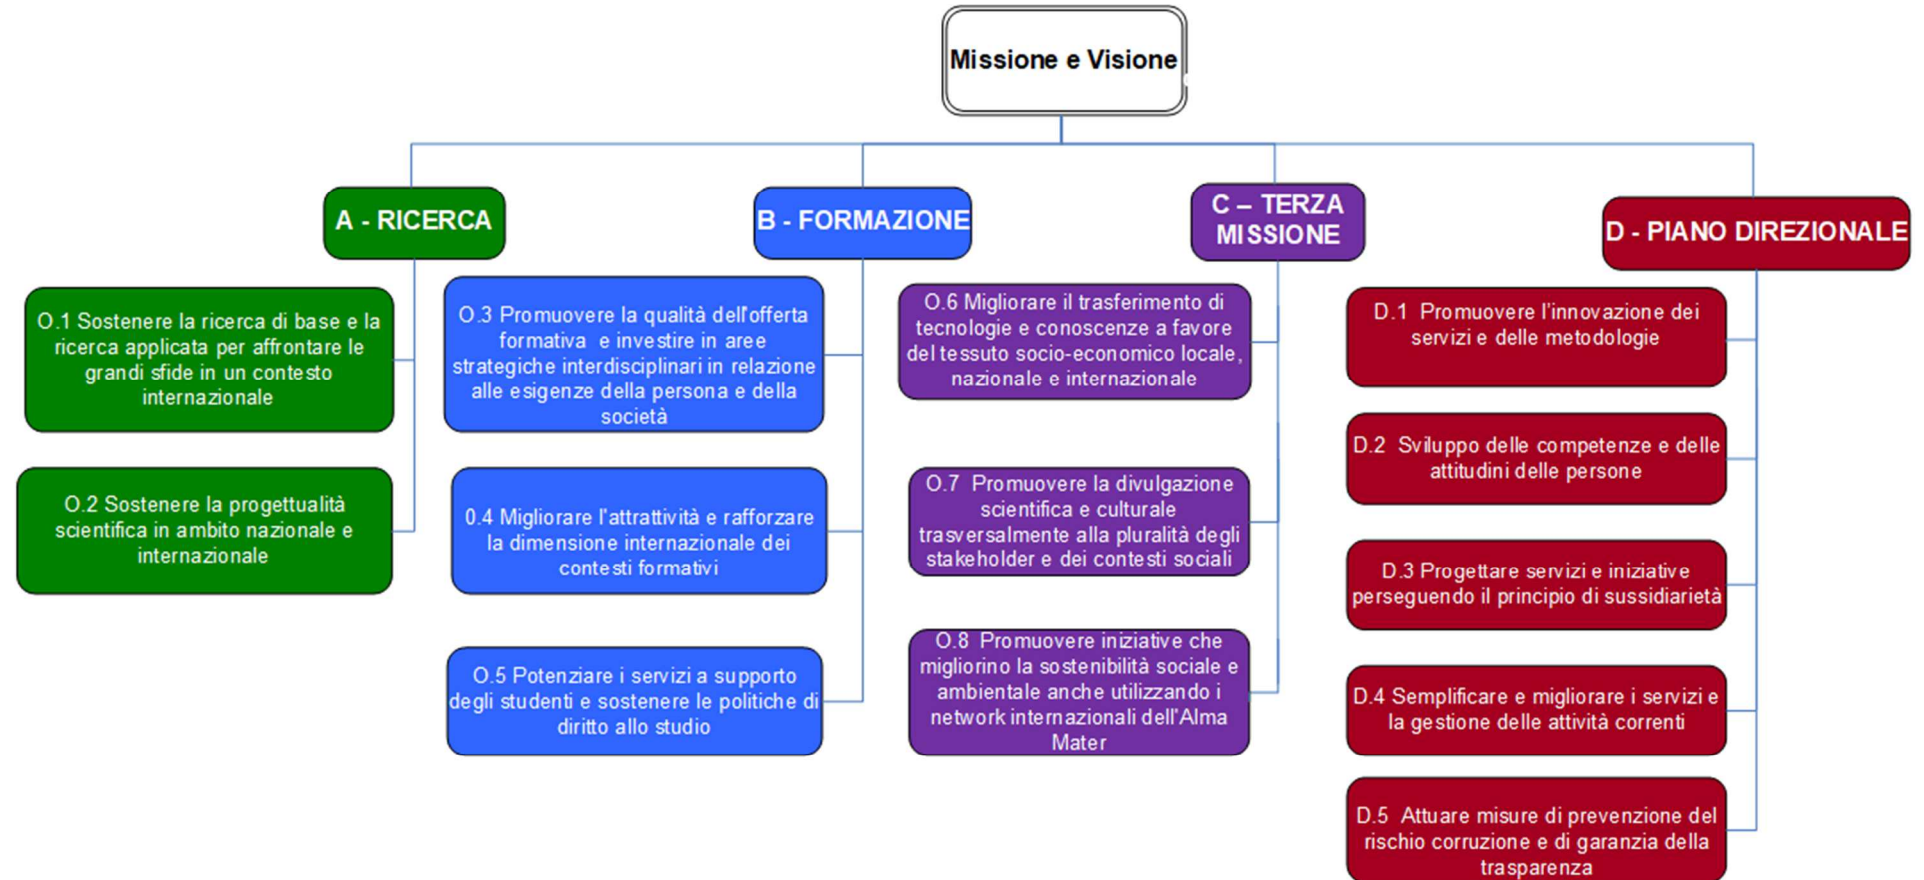 Missione e Visione
A - RICERCA
O.1 Sostenere la ricerca di base e la
ricerca applicata per affrontare le
grandi sfide in un contesto
internazionale
O.2 Sostenere la progettualità
scientifica in ambito nazionale e
internazionale
B - FORMAZIONE
O.3 Promuovere la qualità dell'offerta
formativa e investire in aree
strategiche interdisciplinari in relazione
alle esigenze della persona e della
società
0.4 Migliorare l'attrattività e rafforzare
la dimensione internazionale dei
contesti formativi
O.5 Potenziare i servizi a supporto
degli studenti e sostenere le politiche di
diritto allo studio
C – TERZA
MISSIONE
O.6 Migliorare il trasferimento di
tecnologie e conoscenze a favore
del tessuto socio-economico locale,
nazionale e internazionale
O.7 Promuovere la divulgazione
scientifica e culturale
trasversalmente alla pluralità degli
stakeholder e dei contesti sociali
O.8 Promuovere iniziative che
migliorino la sostenibilità sociale e
ambientale anche utilizzando i
network internazionali dell'Alma
Mater
D - PIANO DIREZIONALE
D.1 Promuovere l'innovazione dei
servizi e delle metodologie
D.2 Sviluppo delle competenze e delle
attitudini delle persone
D.3 Progettare servizi e iniziative
perseguendo il principio di sussidiarietà
D.4 Semplificare e migliorare i servizi e
la gestione delle attività correnti
D.5 Attuare misure di prevenzione del
rischio corruzione e di garanzia della
trasparenza